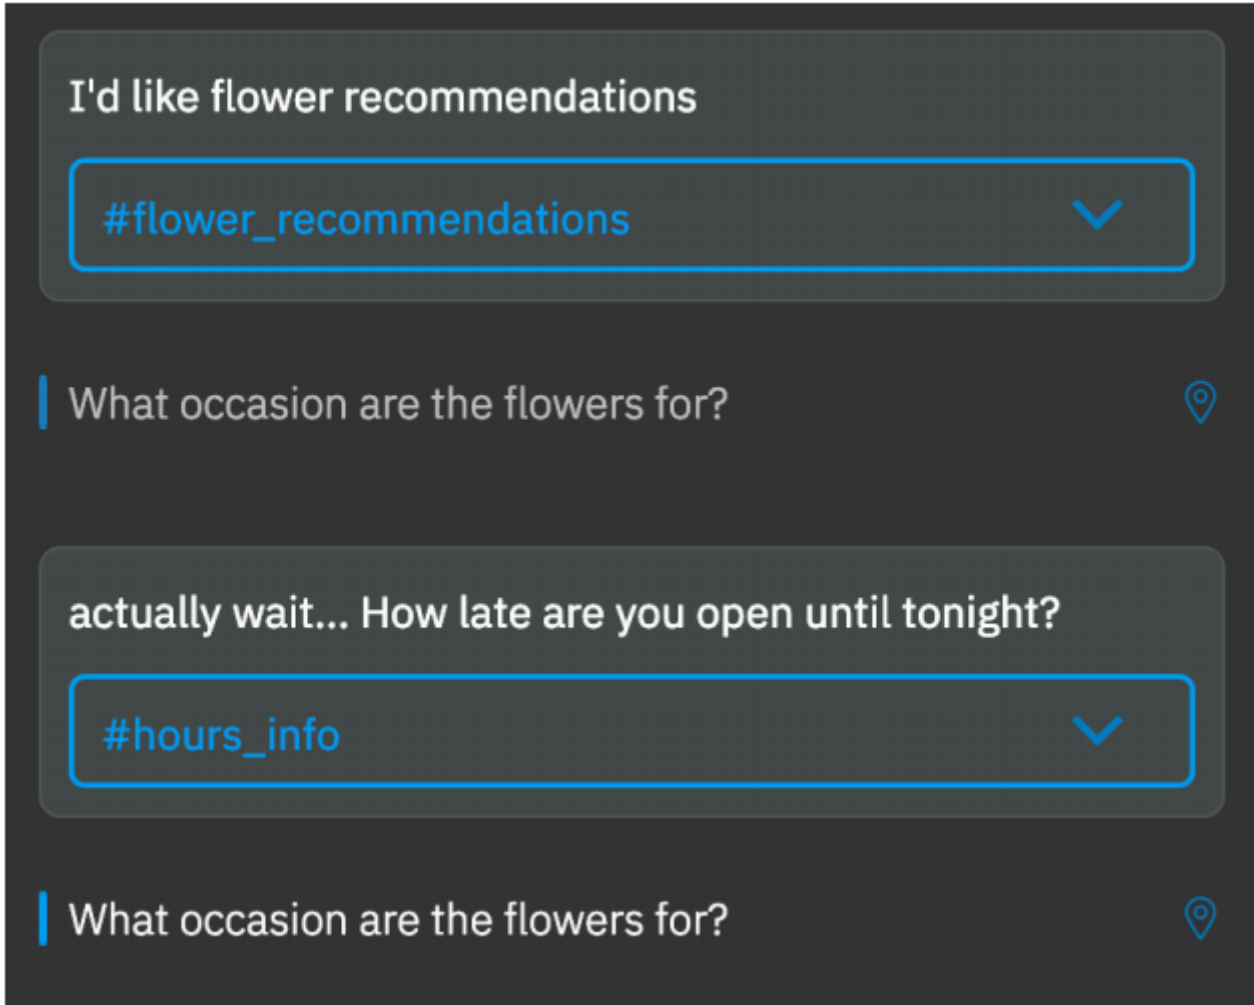 I'd like flower recommendations
#flower_recommendations
What occasion are the flowers for?
actually wait... How late are you open until tonight?
#hours_info
What occasion are the flowers for?